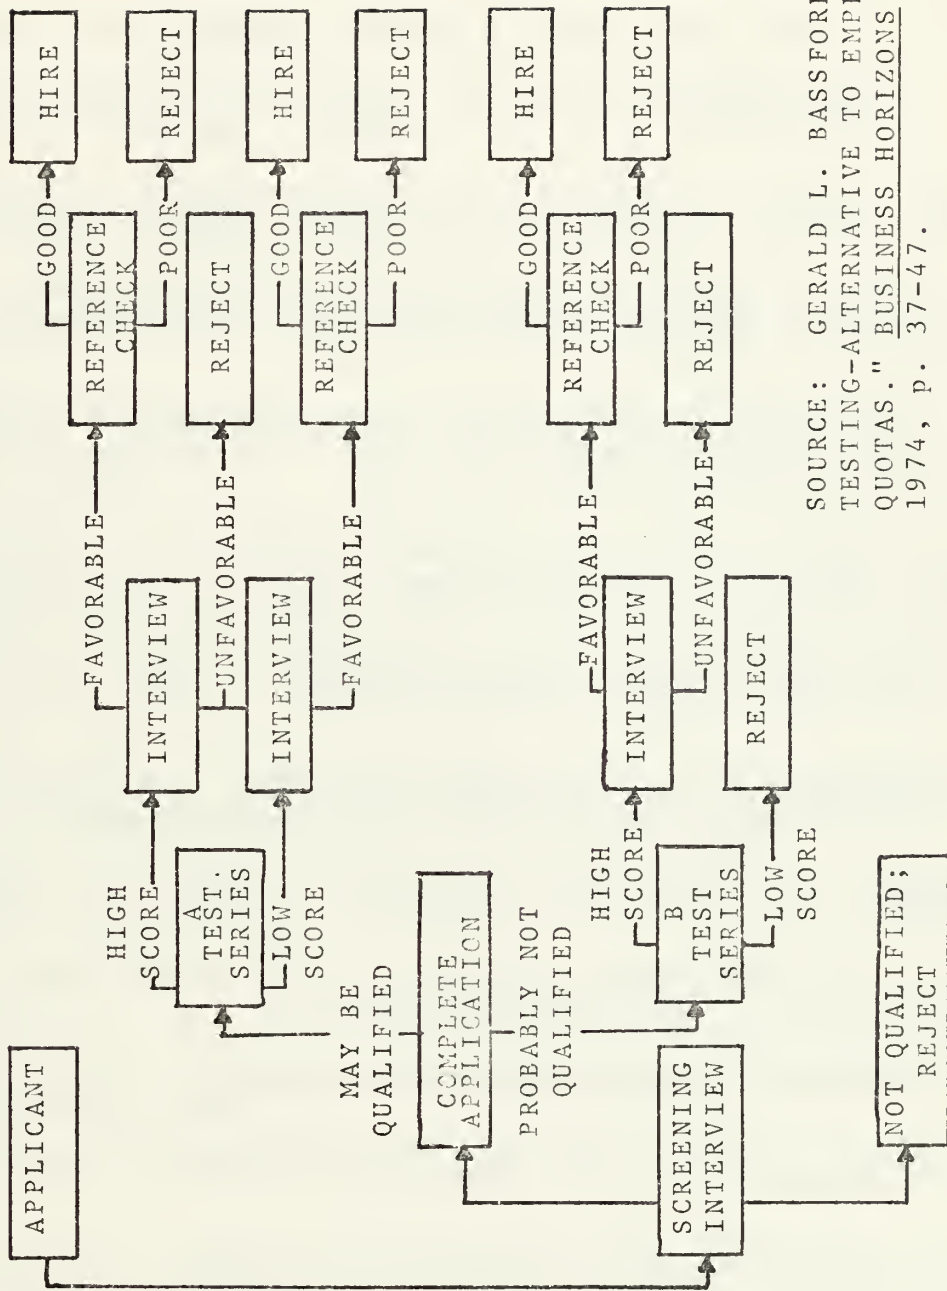 APPLICANT
SCREENING
INTERVIEW
NOT QUALIFIED;
REJECT
COMPLETE
APPLICATION
MAY BE
QUALIFIED
PROBABLY NOT
QUALIFIED
A
TEST.
SERIES
HIGH
SCORE
LOW
SCORE
B
TEST
SERIES
HIGH
SCORE
LOW
SCORE
INTERVIEW
INTERVIEW
INTERVIEW
REJECT
FAVORABLE
UNFAVORABLE
FAVORABLE
FAVORABLE
UNFAVORABLE
REFERENCE
CHECK
REJECT
REFERENCE
CHECK
REFERENCE
CHECK
REJECT
GOOD
POOR
GOOD
POOR
GOOD
POOR
HIRE
REJECT
HIRE
REJECT
HIRE
REJECT
SOURCE: GERALD L. BASSFORD
TESTING-ALTERNATIVE TO
QUOTAS." BUSINESS HORIZONS
1974, p. 37-47.